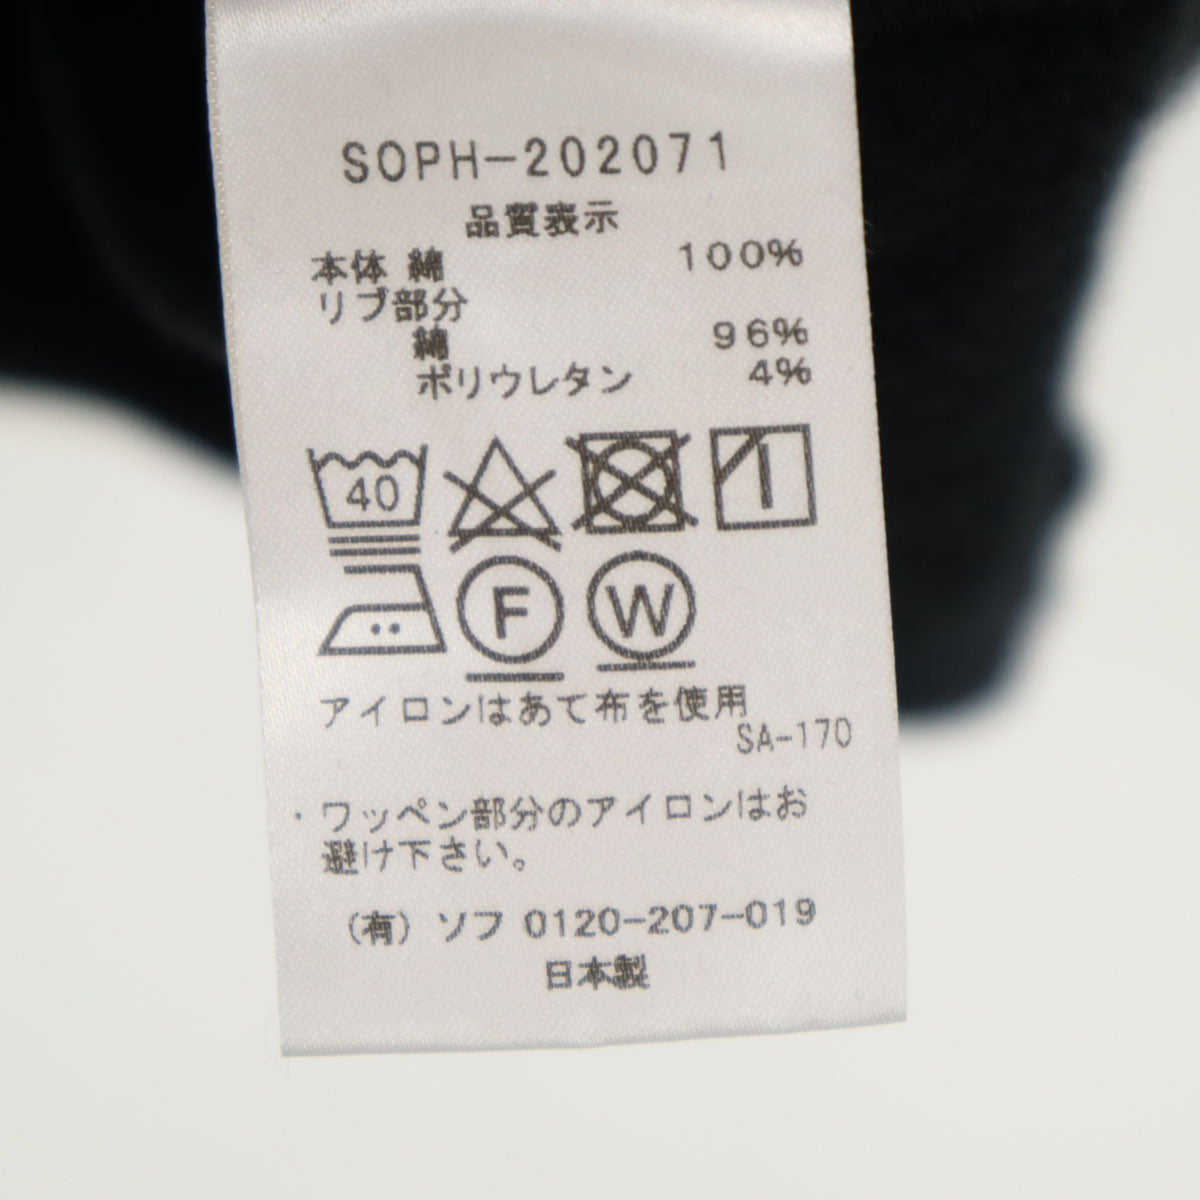 SOPH-202071
品質表示
本体 綿 100%
リブ部分
綿 96%
ポリウレタン 4%
40
F W
アイロンはあて布を使用
SA-170
・ワッペン部分のアイロンはお
避け下さい。
(有) ソフ 0120-207-019
日本製